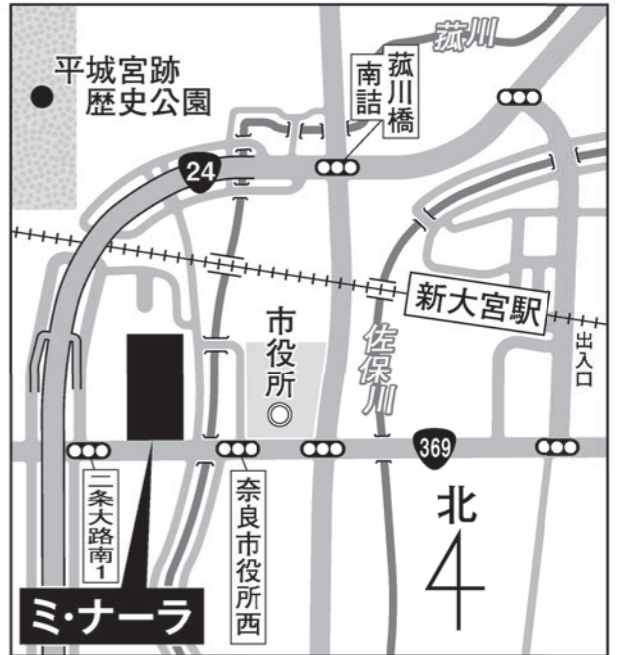 菰川
平城宮跡
歴史公園
菰川橋
南詰
24
新大宮駅
出入口
市役所
佐保川
369
二条大路南1
奈良市役所西
北
ミ・ナーラ